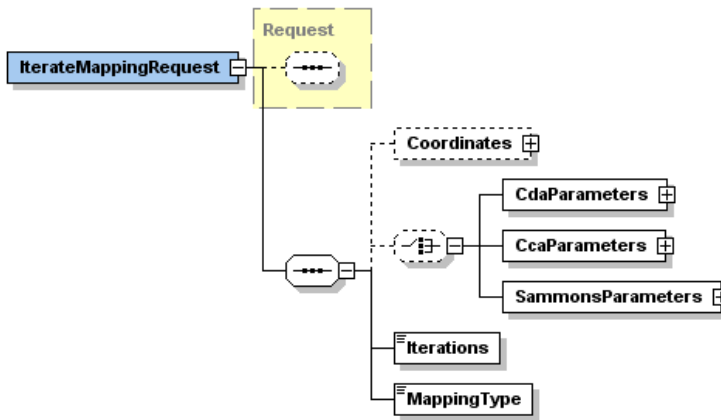 Request
IterateMappingRequest
Coordinates
CdaParameters
CcaParameters
SammonsParameters
Iterations
MappingType